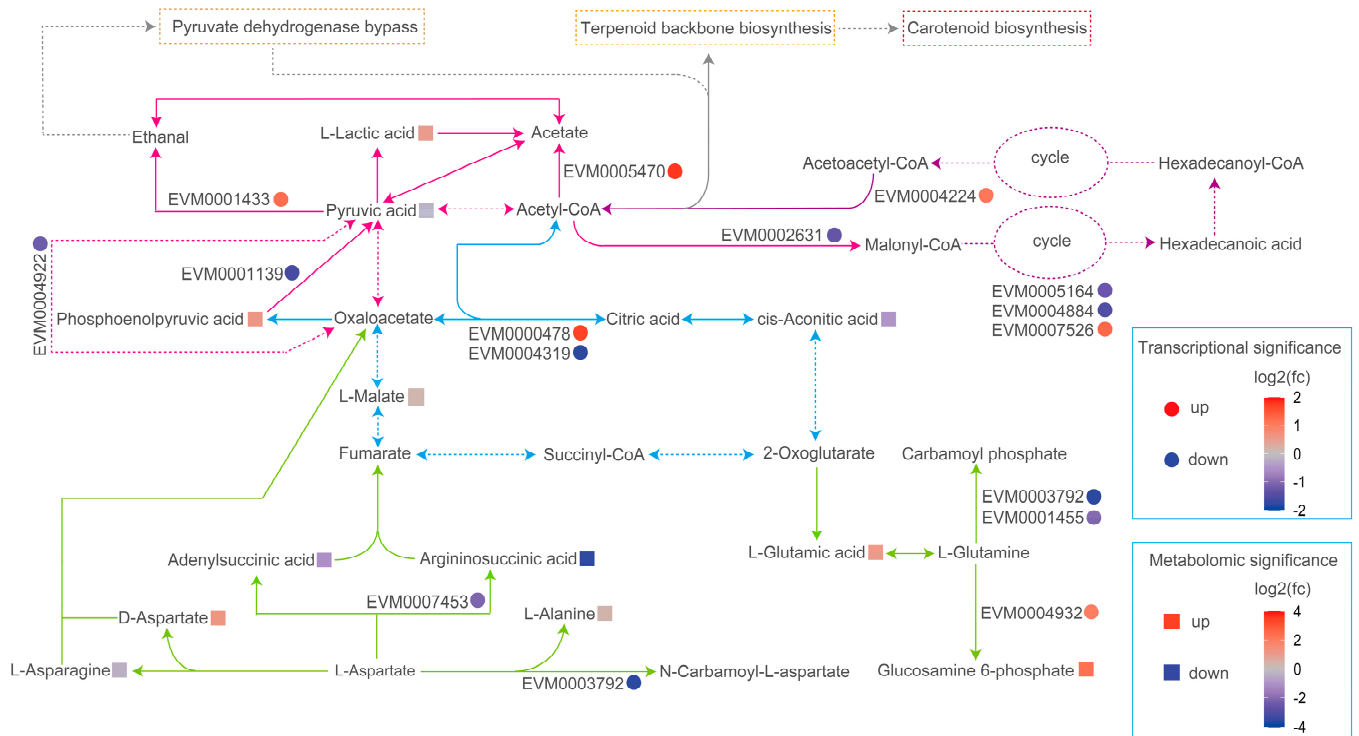 Pyruvate dehydrogenase bypass
Terpenoid backbone biosynthesis
Carotenoid biosynthesis
Ethanal
L-Lactic acid
Acetate
EVM0005470
Acetoacetyl-CoA
cycle
Hexadecanoyl-CoA
EVM0001433
EVM0004224
Pyruvic acid
Acetyl-CoA
EVM0002631
Malonyl-CoA
cycle
Hexadecanoic acid
EVM0004922
EVM0001139
EVM0005164
EVM0004884
EVM0007526
Phosphoenolpyruvic acid
Oxaloacetate
Citric acid
cis-Aconitic acid
EVM0000478
EVM0004319
L-Malate
Fumarate
Succinyl-CoA
2-Oxoglutarate
Carbamoyl phosphate
EVM0003792
EVM0001455
Adenylsuccinic acid
Argininosuccinic acid
L-Glutamic acid
L-Glutamine
EVM0007453
D-Aspartate
L-Alanine
EVM0004932
L-Asparagine
L-Aspartate
EVM0003792
N-Carbamoyl-L-aspartate
Glucosamine 6-phosphate
Transcriptional significance
log2(fc)
up
down
2
1
0
-1
-2
Metabolomic significance
log2(fc)
up
down
4
2
0
-2
-4